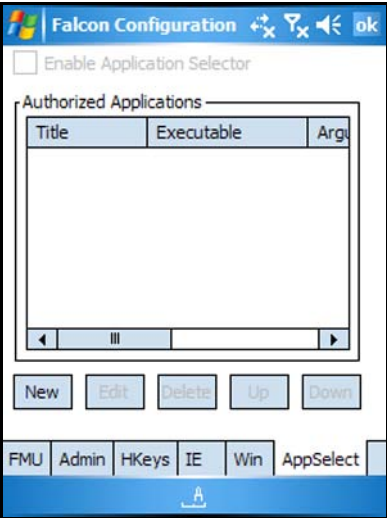 Falcon Configuration ok
Enable Application Selector
Authorized Applications
Title Executable Argu
New Edit Delete Up Down
FMU Admin HKeys IE Win AppSelect
A